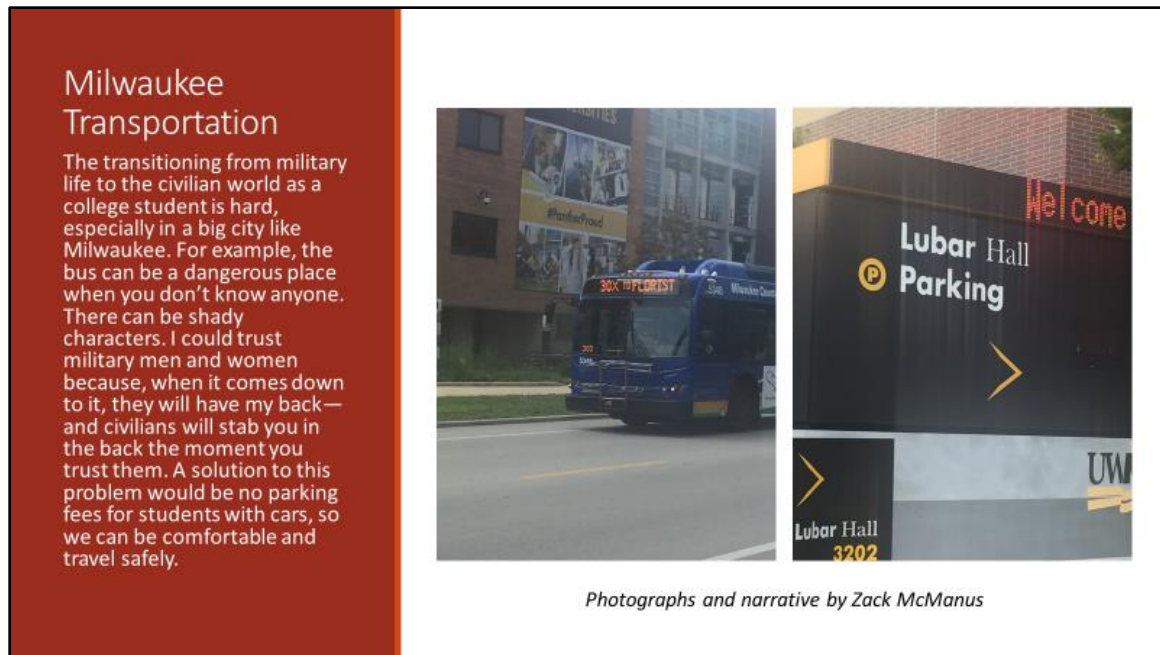 Milwaukee
Transportation
The transitioning from military
life to the civilian world as a
college student is hard,
especially in a big city like
Milwaukee. For example, the
bus can be a dangerous place
when you don’t know anyone.
There can be shady
characters. I could trust
military men and women
because, when it comes down
to it, they will have my back—
and civilians will stab you in
the back the moment you
trust them. A solution to this
problem would be no parking
fees for students with cars, so
we can be comfortable and
travel safely.
#PantherProud
30X TO FLORIST
Milwaukee
Welcome
Lubar Hall
P Parking
UW
Lubar Hall
3202
Photographs and narrative by Zack McManus